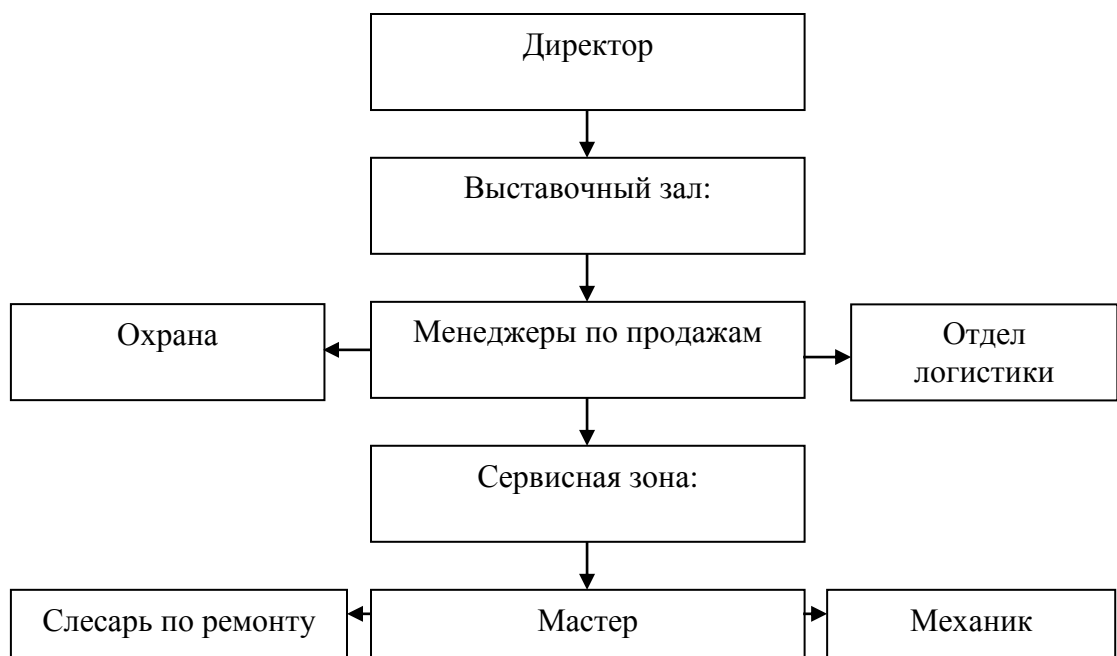 Директор
Выставочный зал:
Охрана
Менеджеры по продажам
Отдел
логистики
Сервисная зона:
Слесарь по ремонту
Мастер
Механик